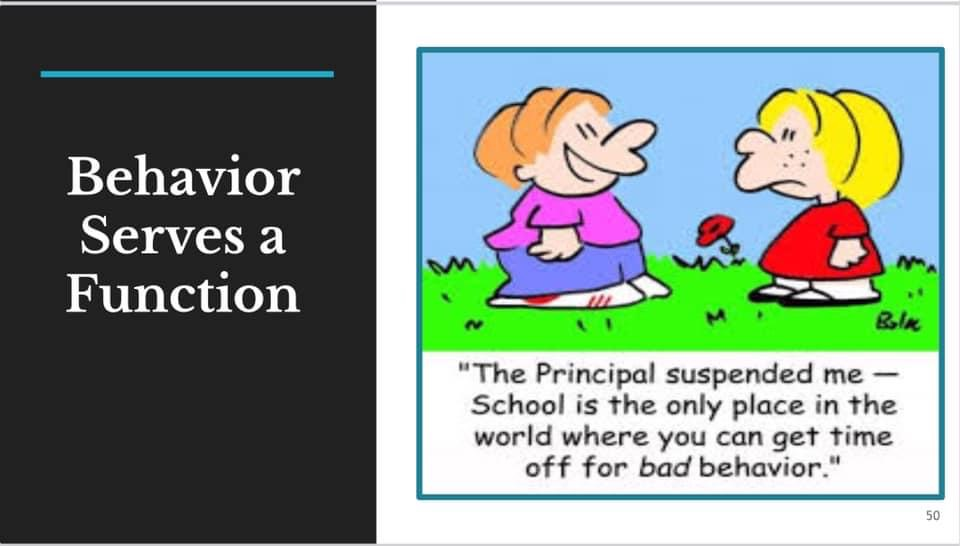 Behavior
Serves a
Function
"The Principal suspended me —
School is the only place in the
world where you can get time
off for bad behavior."
50